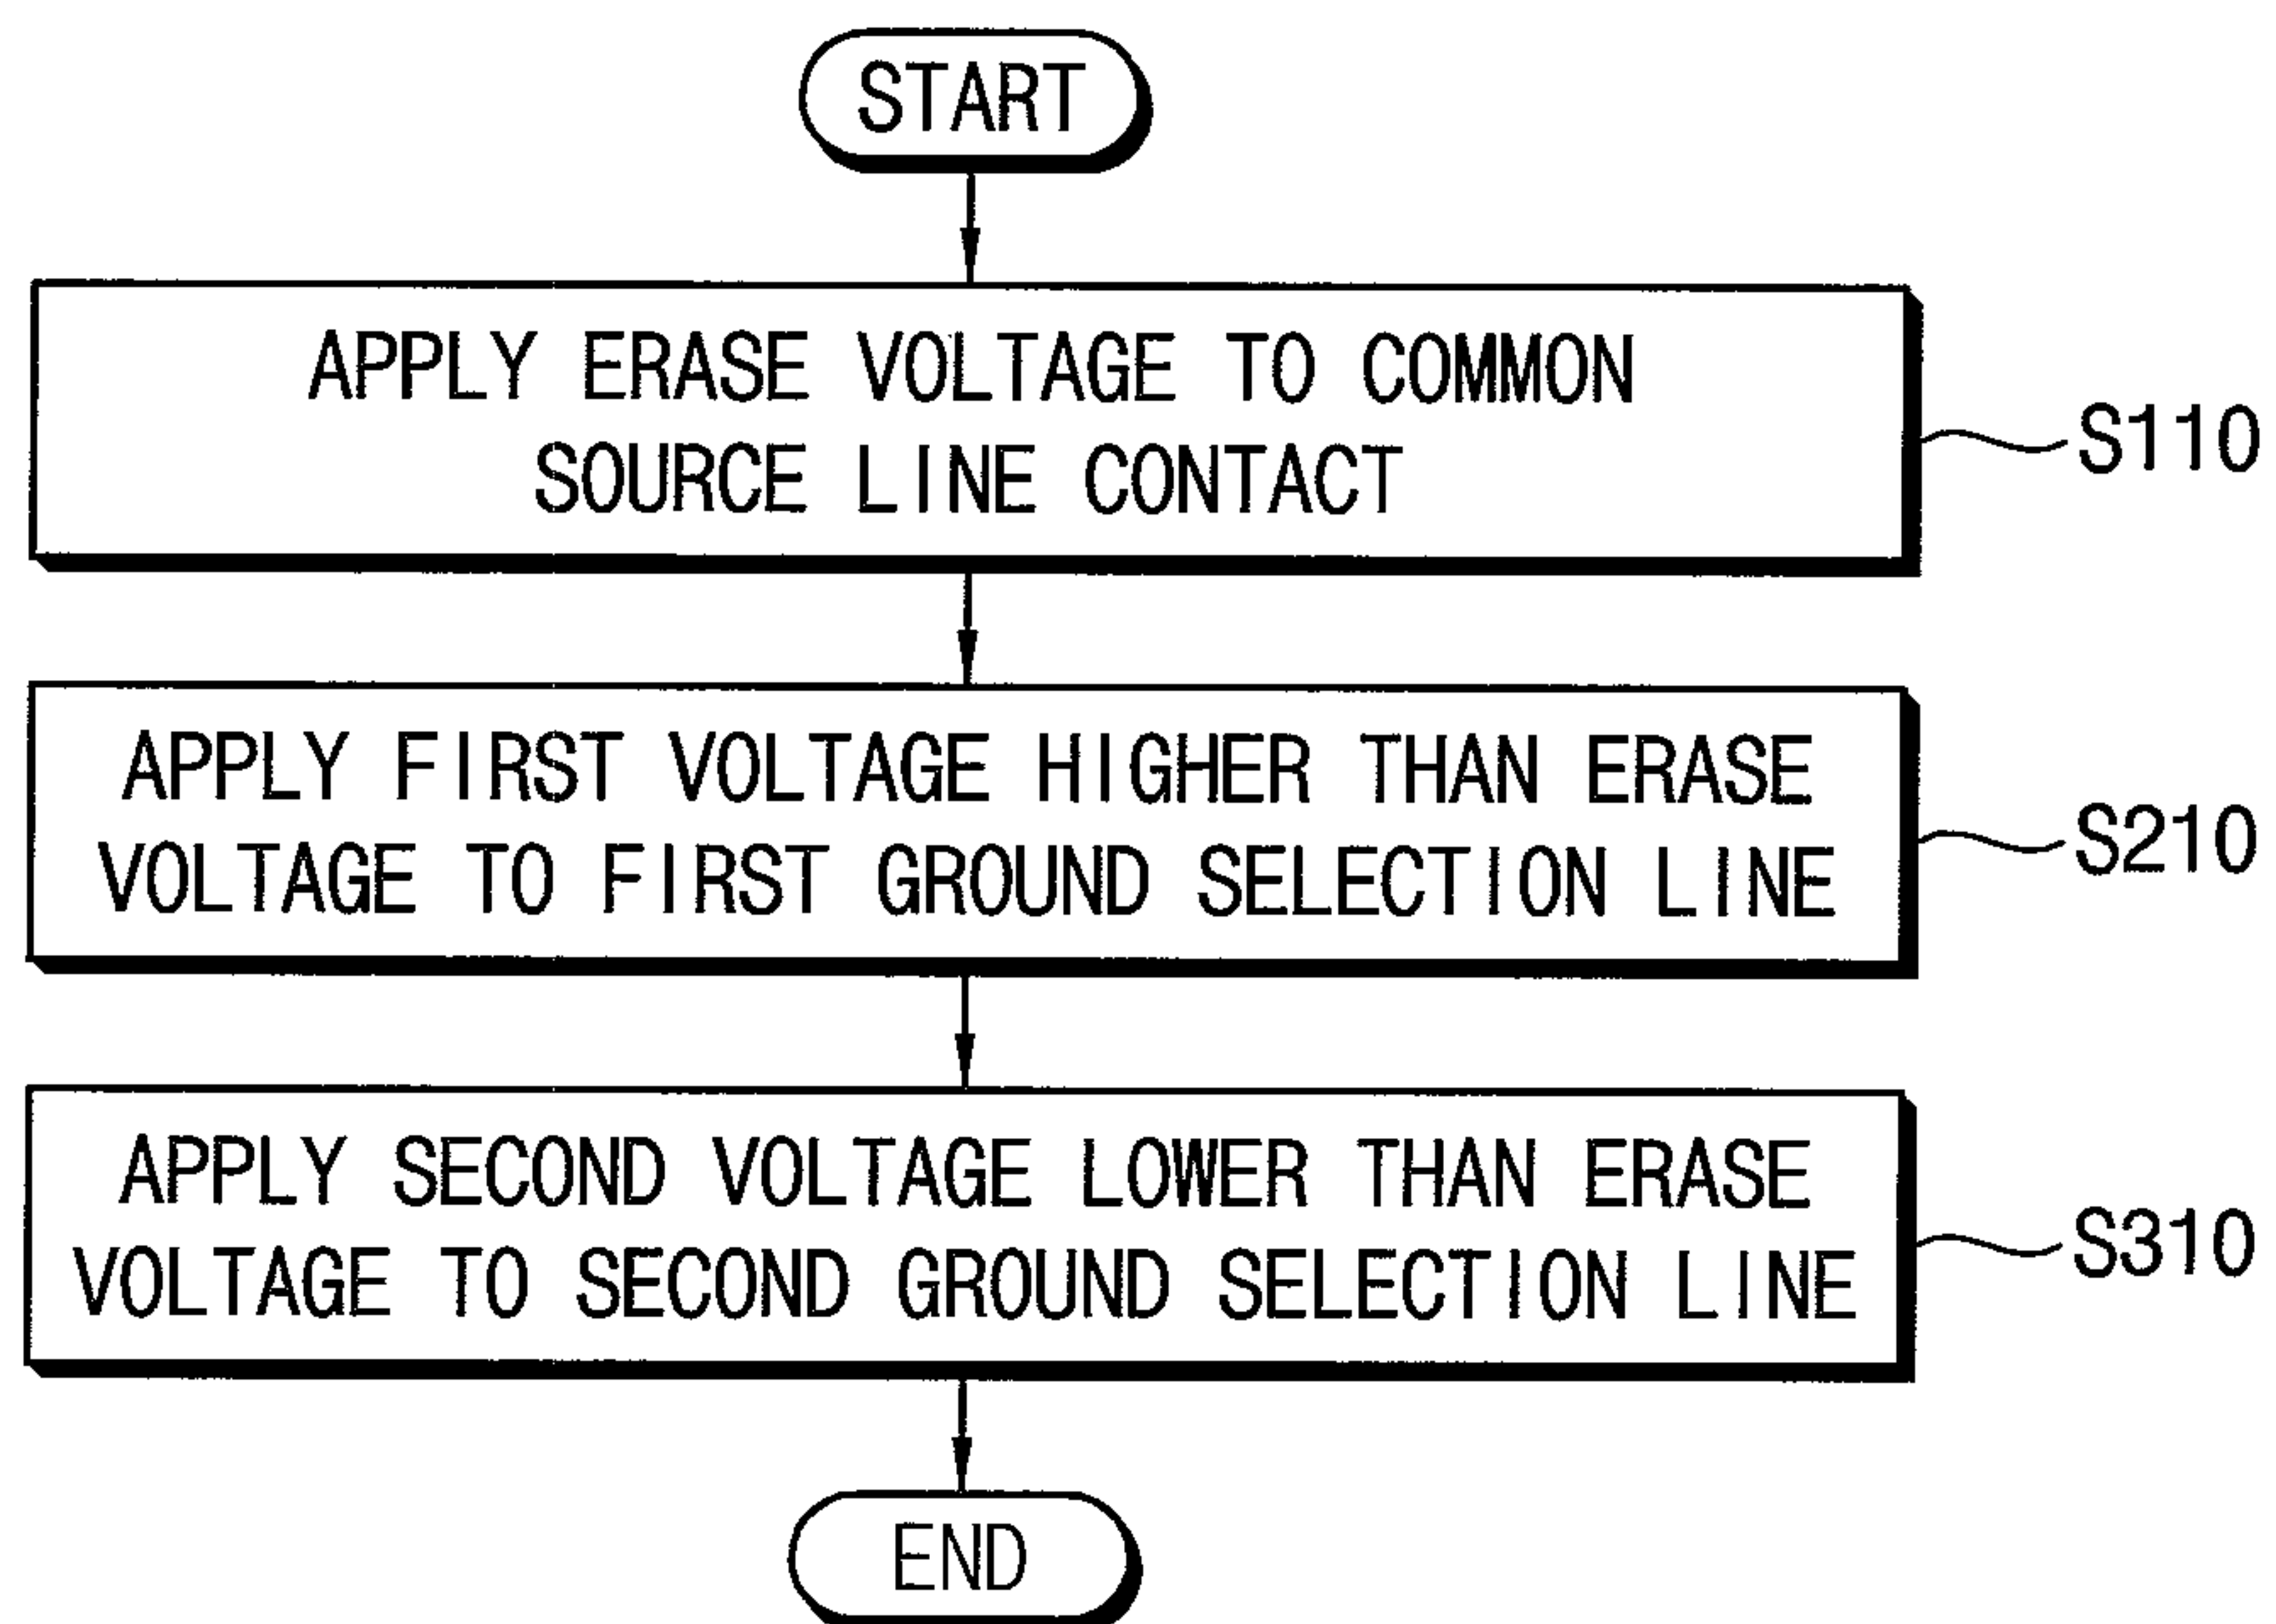 START
APPLY ERASE VOLTAGE TO COMMON
SOURCE LINE CONTACT
S110
APPLY FIRST VOLTAGE HIGHER THAN ERASE
VOLTAGE TO FIRST GROUND SELECTION LINE
S210
APPLY SECOND VOLTAGE LOWER THAN ERASE
VOLTAGE TO SECOND GROUND SELECTION LINE
S310
END